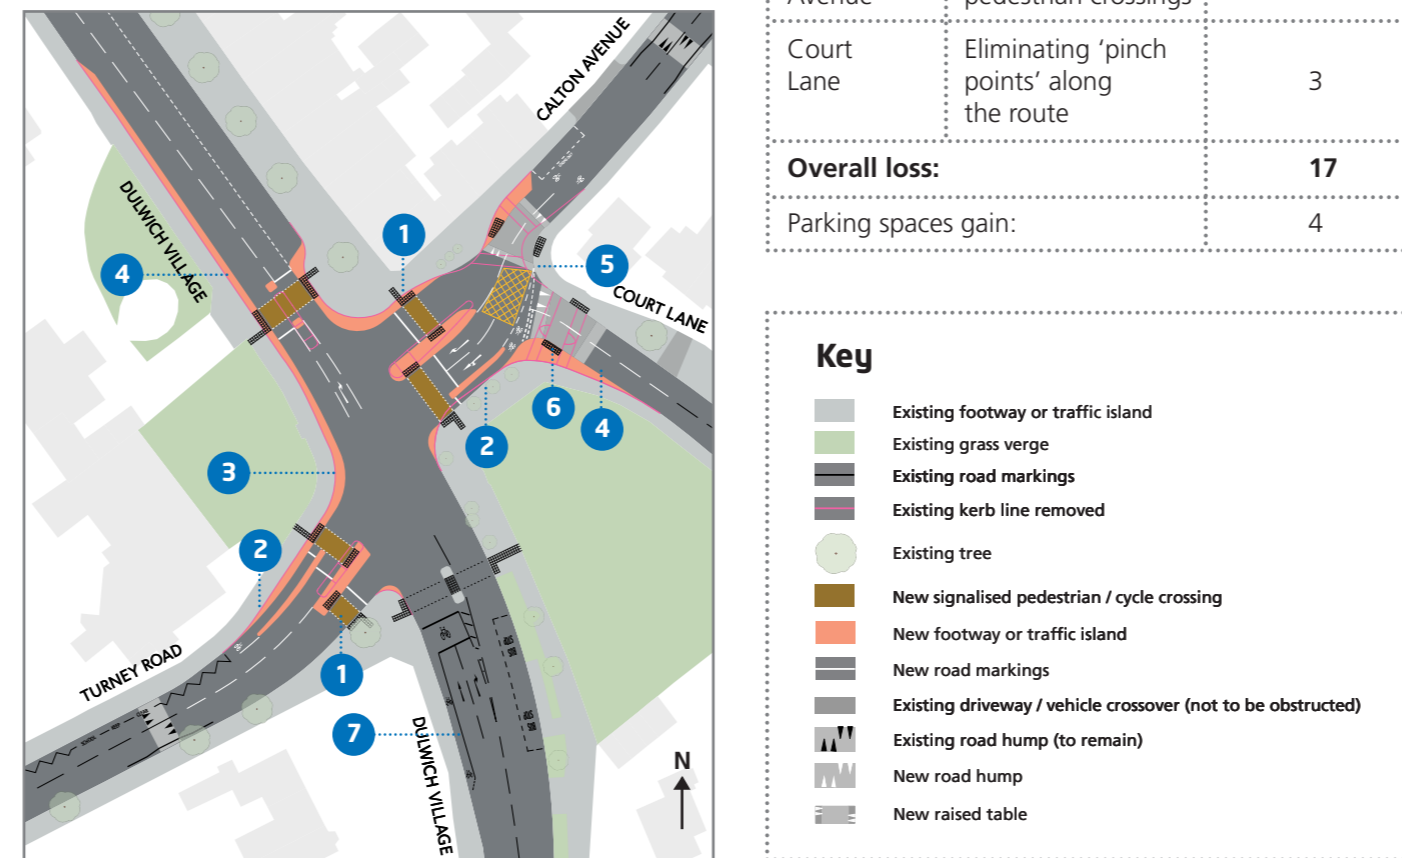 CALTON AVENUE
DULWICH VILLAGE
COURT LANE
TURNEY ROAD
DULWICH VILLAGE
1
4
5
6
4
2
3
2
1
7
N
Avenue
pedestrian crossings
Court
Lane
Eliminating ‘pinch
points’ along
the route
3
Overall loss:
17
Parking spaces gain:
4
Key
Existing footway or traffic island
Existing grass verge
Existing road markings
Existing kerb line removed
Existing tree
New signalised pedestrian / cycle crossing
New footway or traffic island
New road markings
Existing driveway / vehicle crossover (not to be obstructed)
Existing road hump (to remain)
New road hump
New raised table